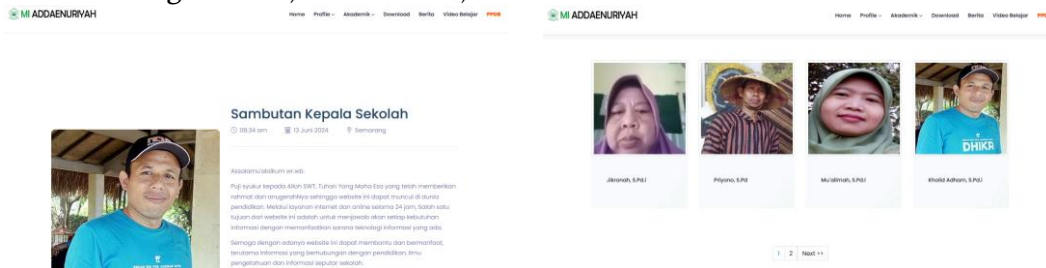 MI ADDAENURIYAH
Home Profile Akademik Download Berita Video Belajar PPDB
Sambutan Kepala Sekolah
08.34 am 13 Juni 2024 Semarang
Assalamu'alaikum wr.wb.
Puji syukur kepada Allah SWT, Tuhan Yang Maha Esa yang telah memberikan
rahmat dan anugerahNya sehingga website ini dapat muncul di dunia
pendidikan. Melalui layanan internet dan online selama 24 jam, Salah satu
tujuan dari website ini adalah untuk menjawab akan setiap kebutuhan
informasi dengan memanfaatkan sarana teknologi informasi yang ada.
Semoga dengan adanya website ini dapat membantu dan bermanfaat,
terutama informasi yang berhubungan dengan pendidikan, ilmu
pengetahuan dan informasi seputar sekolah.
MI ADDAENURIYAH
Home Profile Akademik Download Berita Video Belajar
DHIKR
Jikronah, S.Pd.I
Priyono, S.Pd
Mu'alimah, S.Pd.I
Kholid Adham, S.Pd.I
1 2 Next >>